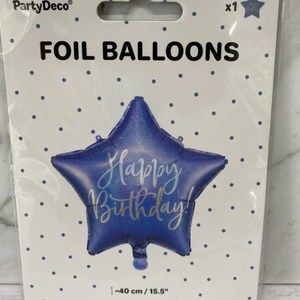 PartyDeco® x1
FOIL BALLOONS
Happy
Birthday!
~40 cm / 15.5"